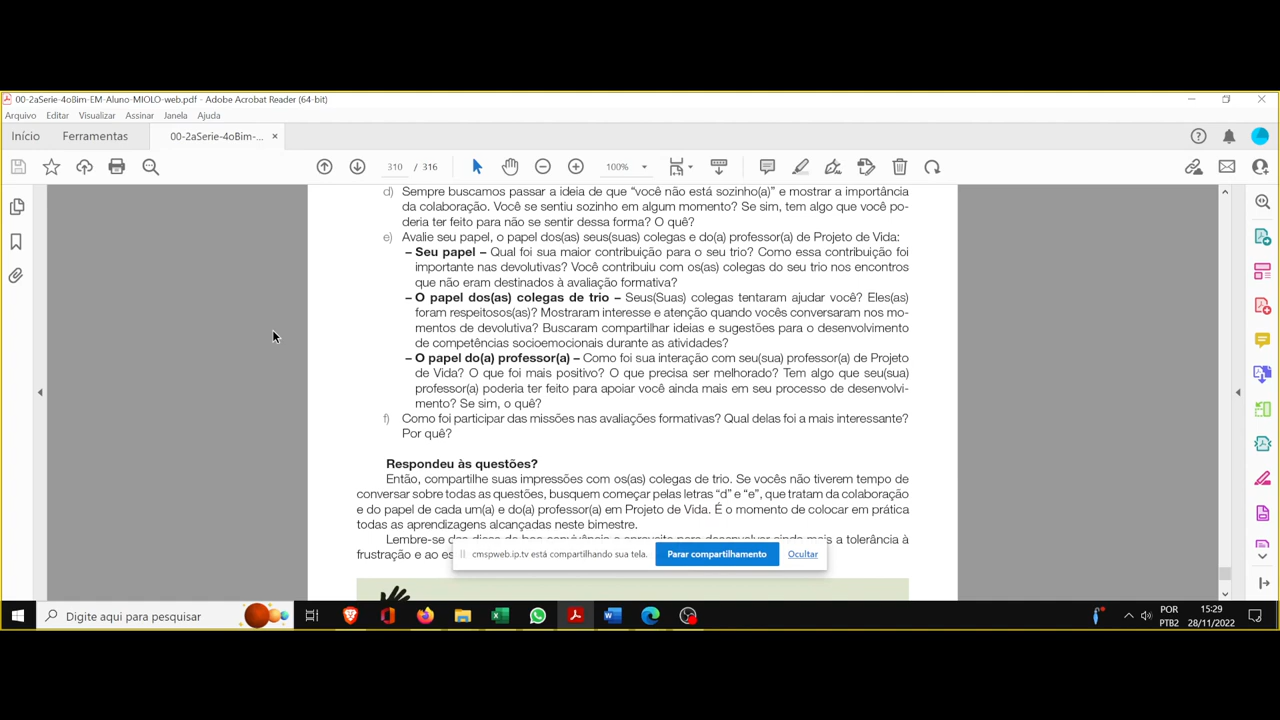 00-2aSerie-4oBim-EM-Aluno-MIOLO-web.pdf - Adobe Acrobat Reader (64-bit)
Arquivo Editar Visualizar Assinar Janela Ajuda
Início Ferramentas 00-2aSerie-4oBim-... ×
310 / 316 100%
d) Sempre buscamos passar a ideia de que “você não está sozinho(a)” e mostrar a importância
da colaboração. Você se sentiu sozinho em algum momento? Se sim, tem algo que você po-
deria ter feito para não se sentir dessa forma? O quê?
e) Avalie seu papel, o papel dos(as) seus(suas) colegas e do(a) professor(a) de Projeto de Vida:
– Seu papel – Qual foi sua maior contribuição para o seu trio? Como essa contribuição foi
importante nas devolutivas? Você contribuiu com os(as) colegas do seu trio nos encontros
que não eram destinados à avaliação formativa?
– O papel dos(as) colegas de trio – Seus(Suas) colegas tentaram ajudar você? Eles(as)
foram respeitosos(as)? Mostraram interesse e atenção quando vocês conversaram nos mo-
mentos de devolutiva? Buscaram compartilhar ideias e sugestões para o desenvolvimento
de competências socioemocionais durante as atividades?
– O papel do(a) professor(a) – Como foi sua interação com seu(sua) professor(a) de Projeto
de Vida? O que foi mais positivo? O que precisa ser melhorado? Tem algo que seu(sua)
professor(a) poderia ter feito para apoiar você ainda mais em seu processo de desenvolvi-
mento? Se sim, o quê?
f) Como foi participar das missões nas avaliações formativas? Qual delas foi a mais interessante?
Por quê?
Respondeu às questões?
Então, compartilhe suas impressões com os(as) colegas de trio. Se vocês não tiverem tempo de
conversar sobre todas as questões, busquem começar pelas letras “d” e “e”, que tratam da colaboração
e do papel de cada um(a) e do(a) professor(a) em Projeto de Vida. É o momento de colocar em prática
todas as aprendizagens alcançadas neste bimestre.
Lembre-se das dicas de boa convivência e aproveite para desenvolver ainda mais a tolerância à
frustração e ao es
cmspweb.ip.tv está compartilhando sua tela. Parar compartilhamento Ocultar
Digite aqui para pesquisar
POR 15:29
PTB2 28/11/2022